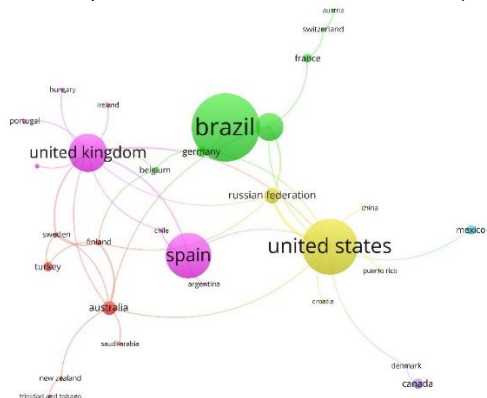 austria
switzerland
france
hungary
ireland
portugal
brazil
united kingdom
germany
belgium
russian federation
china
chile
sweden
finland
mexico
united states
spain
turkey
puerto rico
argentina
croatia
australia
saudi arabia
denmark
new zealand
canada
trinidad and tobago